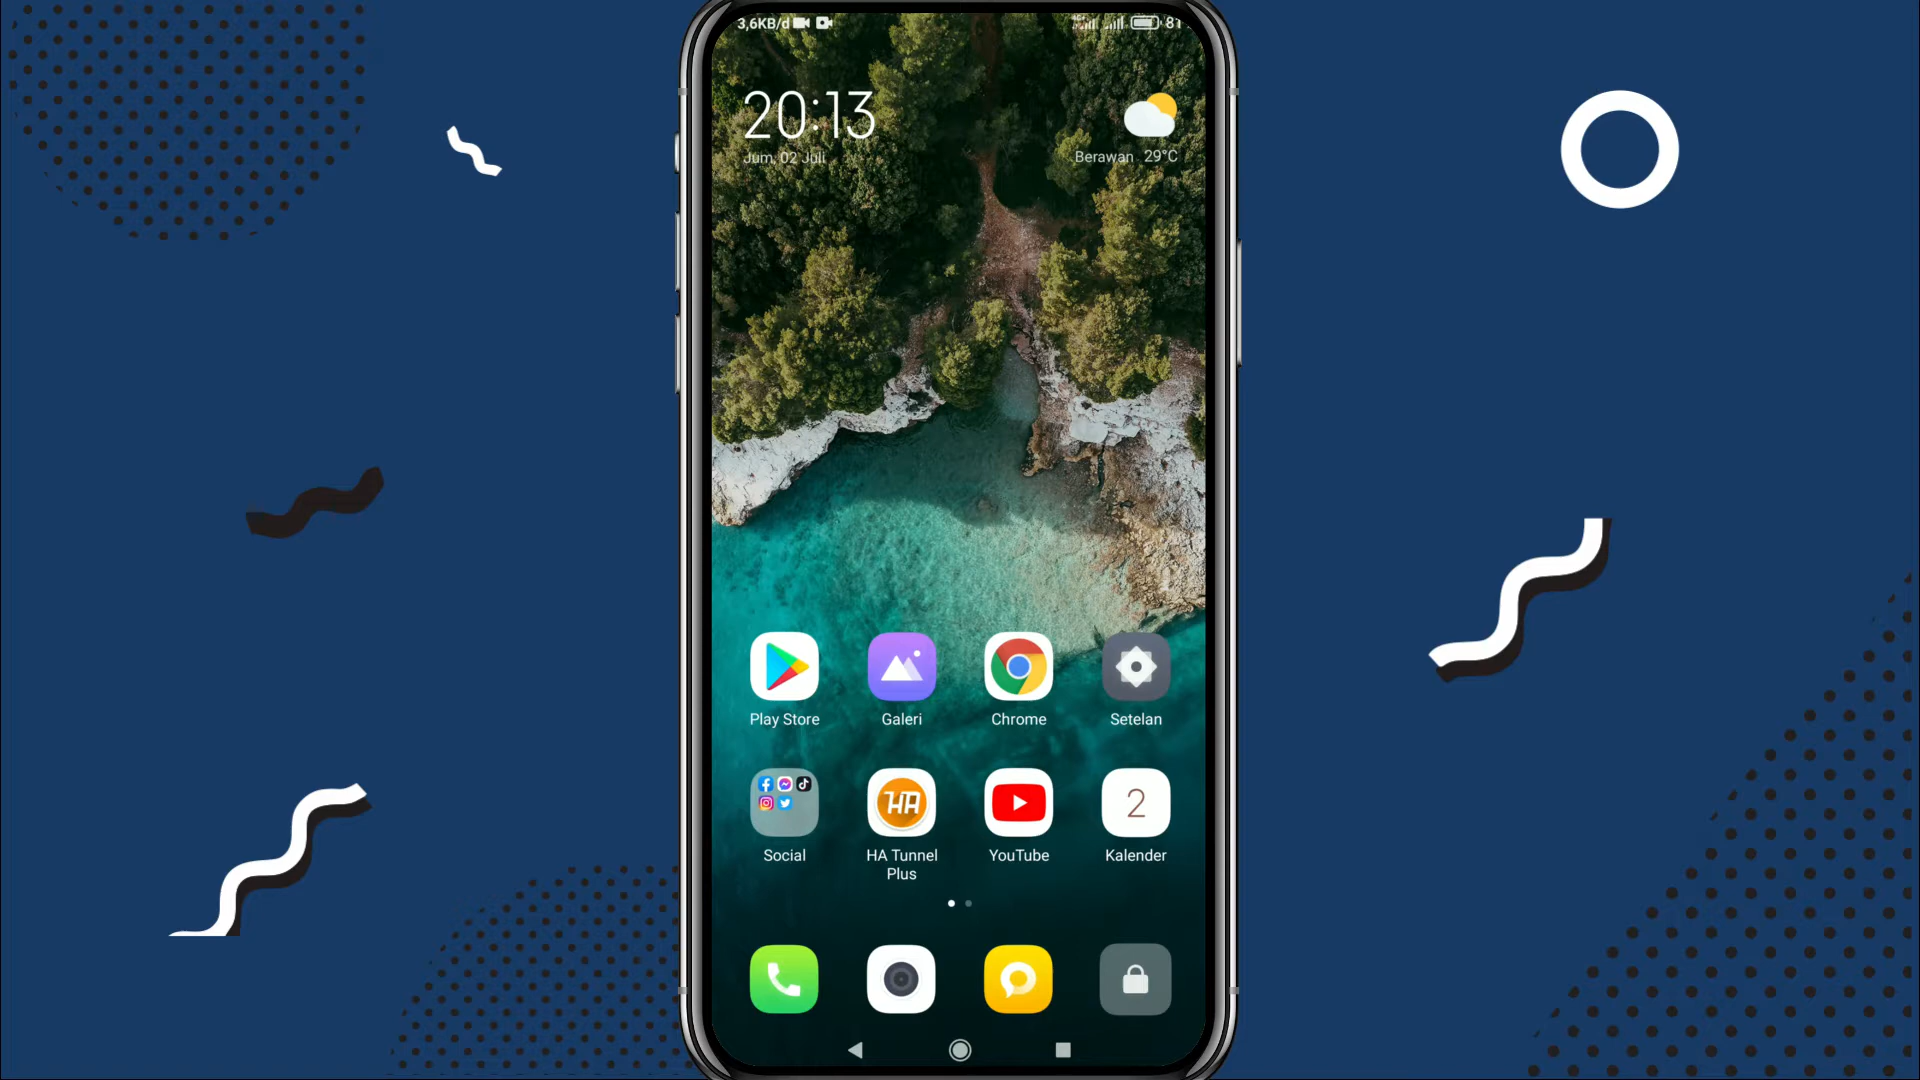 3,6KB/d
81
20:13
Jum, 02 Juli
Berawan 29°C
Play Store
Galeri
Chrome
Setelan
HA
2
Social
HA Tunnel
Plus
YouTube
Kalender